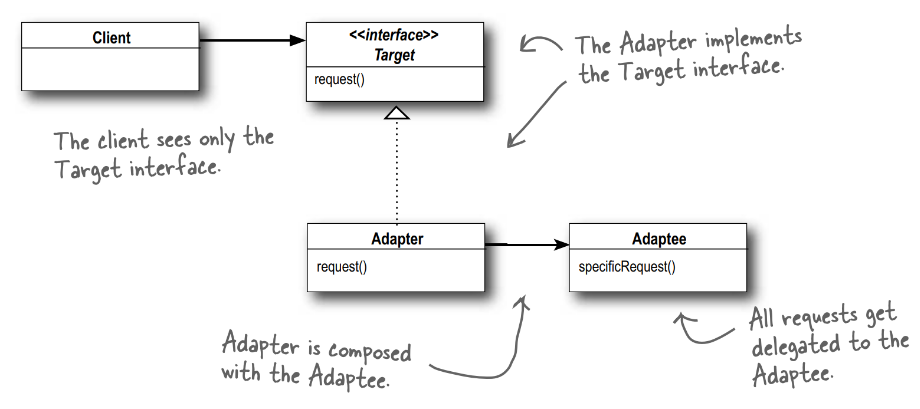 Client
<<interface>>
Target
request()
The Adapter implements
the Target interface.
The client sees only the
Target interface.
Adapter
request()
Adaptee
specificRequest()
Adapter is composed
with the Adaptee.
All requests get
delegated to the
Adaptee.